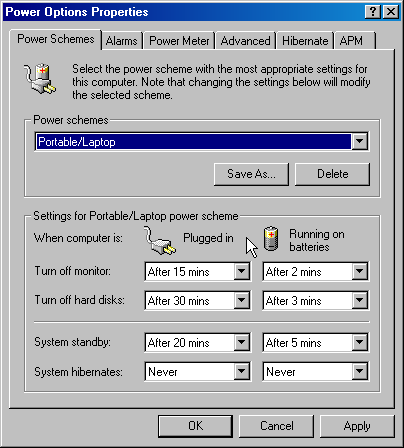 Power Options Properties
Power Schemes Alarms Power Meter Advanced Hibernate APM
Select the power scheme with the most appropriate settings for
this computer. Note that changing the settings below will modify
the selected scheme.
Power schemes
Portable/Laptop
Save As... Delete
Settings for Portable/Laptop power scheme
When computer is: Plugged in Running on
batteries
Turn off monitor: After 15 mins After 2 mins
Turn off hard disks: After 30 mins After 3 mins
System standby: After 20 mins After 5 mins
System hibernates: Never Never
OK Cancel Apply